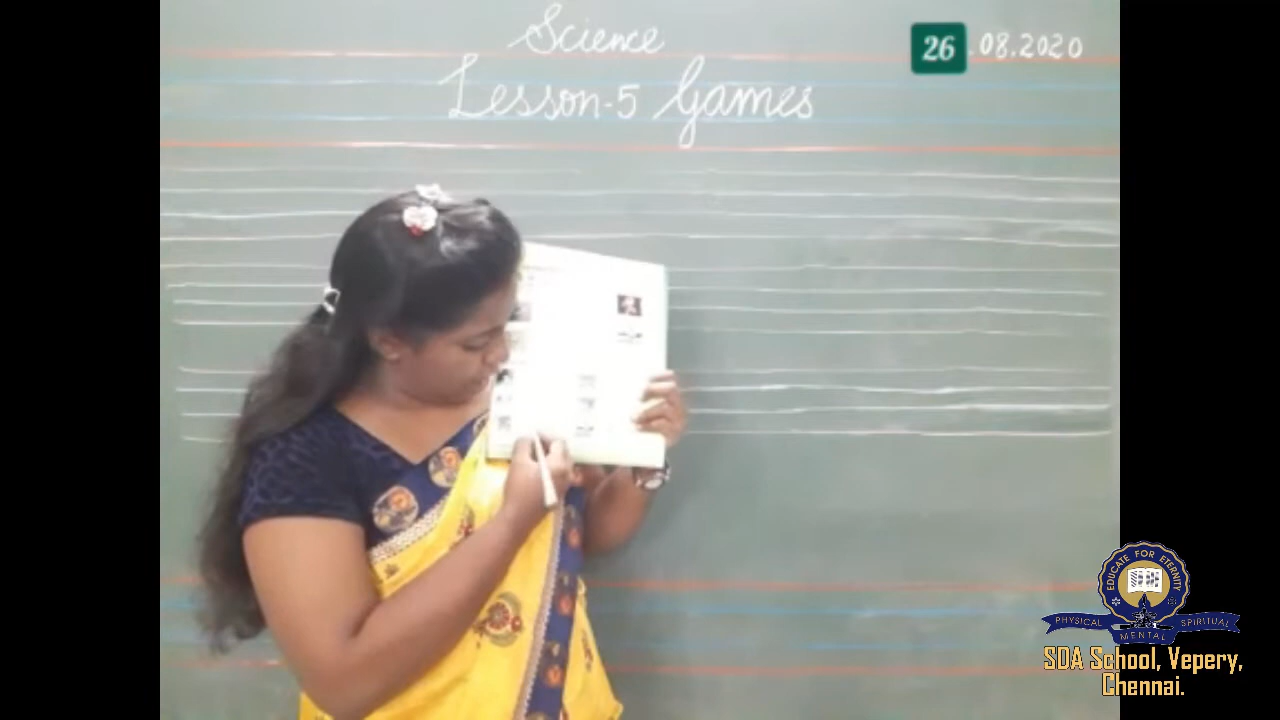 Science
26.08.2020
Lesson-5 Games
EDUCATE FOR ETERNITY
PHYSICAL MENTAL SPIRITUAL
SDA School, Vepery,
Chennai.